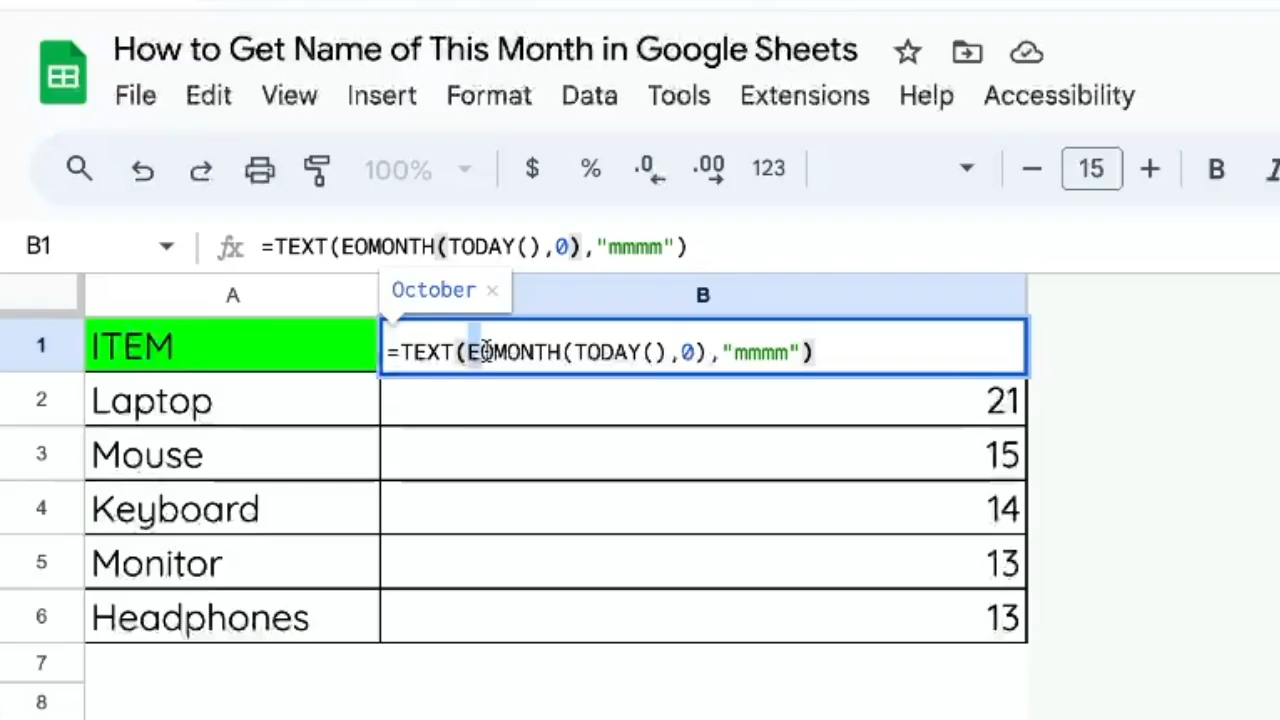 How to Get Name of This Month in Google Sheets
File Edit View Insert Format Data Tools Extensions Help Accessibility
100% $ % .0 .00 123 15 B I
B1 fx =TEXT(EOMONTH(TODAY(),0),"mmmm")
October ×
A B
1 ITEM =TEXT(EOMONTH(TODAY(),0),"mmmm")
2 Laptop 21
3 Mouse 15
4 Keyboard 14
5 Monitor 13
6 Headphones 13
7
8